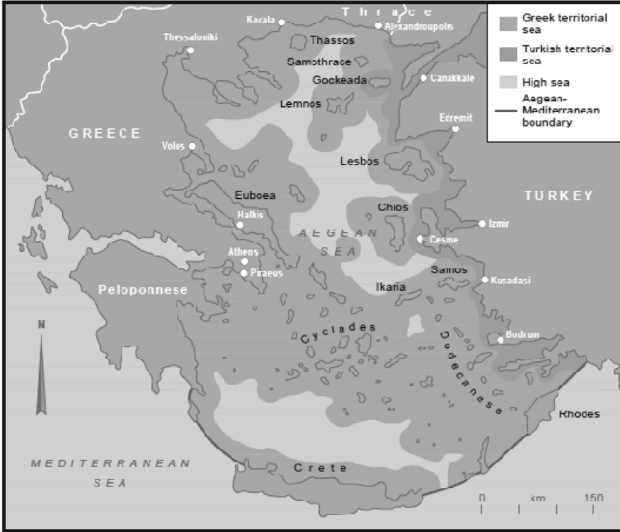 Thrace
Kavala
Alexandroupolis
Thessaloniki
Thassos
Samothrace
Gockeada
Canakkale
Lemnos
GREECE
Edremit
Volos
Lesbos
TURKEY
Euboea
Chios
Halkis
Izmir
AEGEAN
SEA
Cesme
Athens
Piraeus
Samos
Kusadasi
Peloponnese
Ikaria
N
Cyclades
Bodrum
Dodecanese
Rhodes
MEDITERRANEAN
SEA
Crete
0 km 150
Greek territorial
sea
Turkish territorial
sea
High sea
Aegean-
Mediterranean
boundary